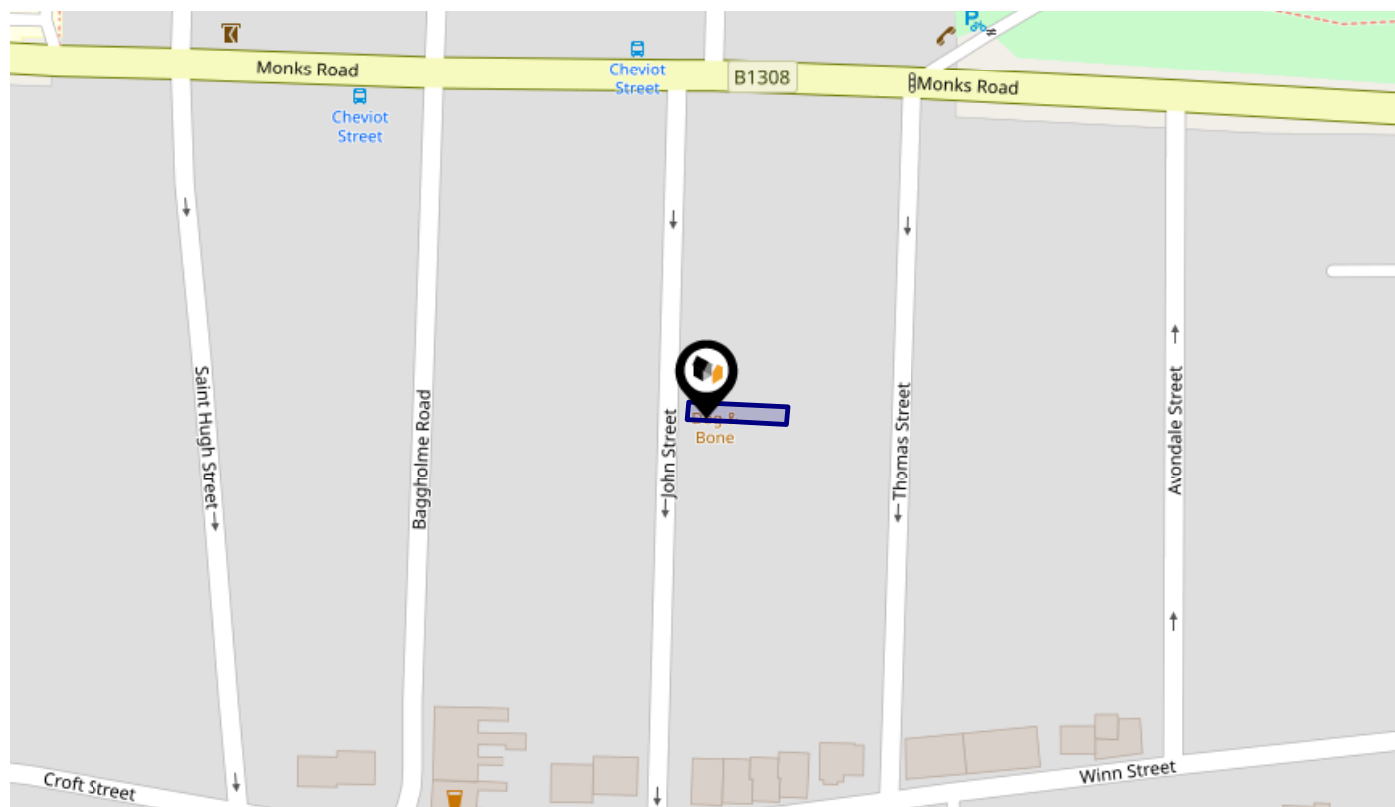 Monks Road
Cheviot
Street
B1308
Monks Road
Cheviot
Street
P
Saint Hugh Street
Baggholme Road
John Street
Dog &
Bone
Thomas Street
Avondale Street
Croft Street
Winn Street